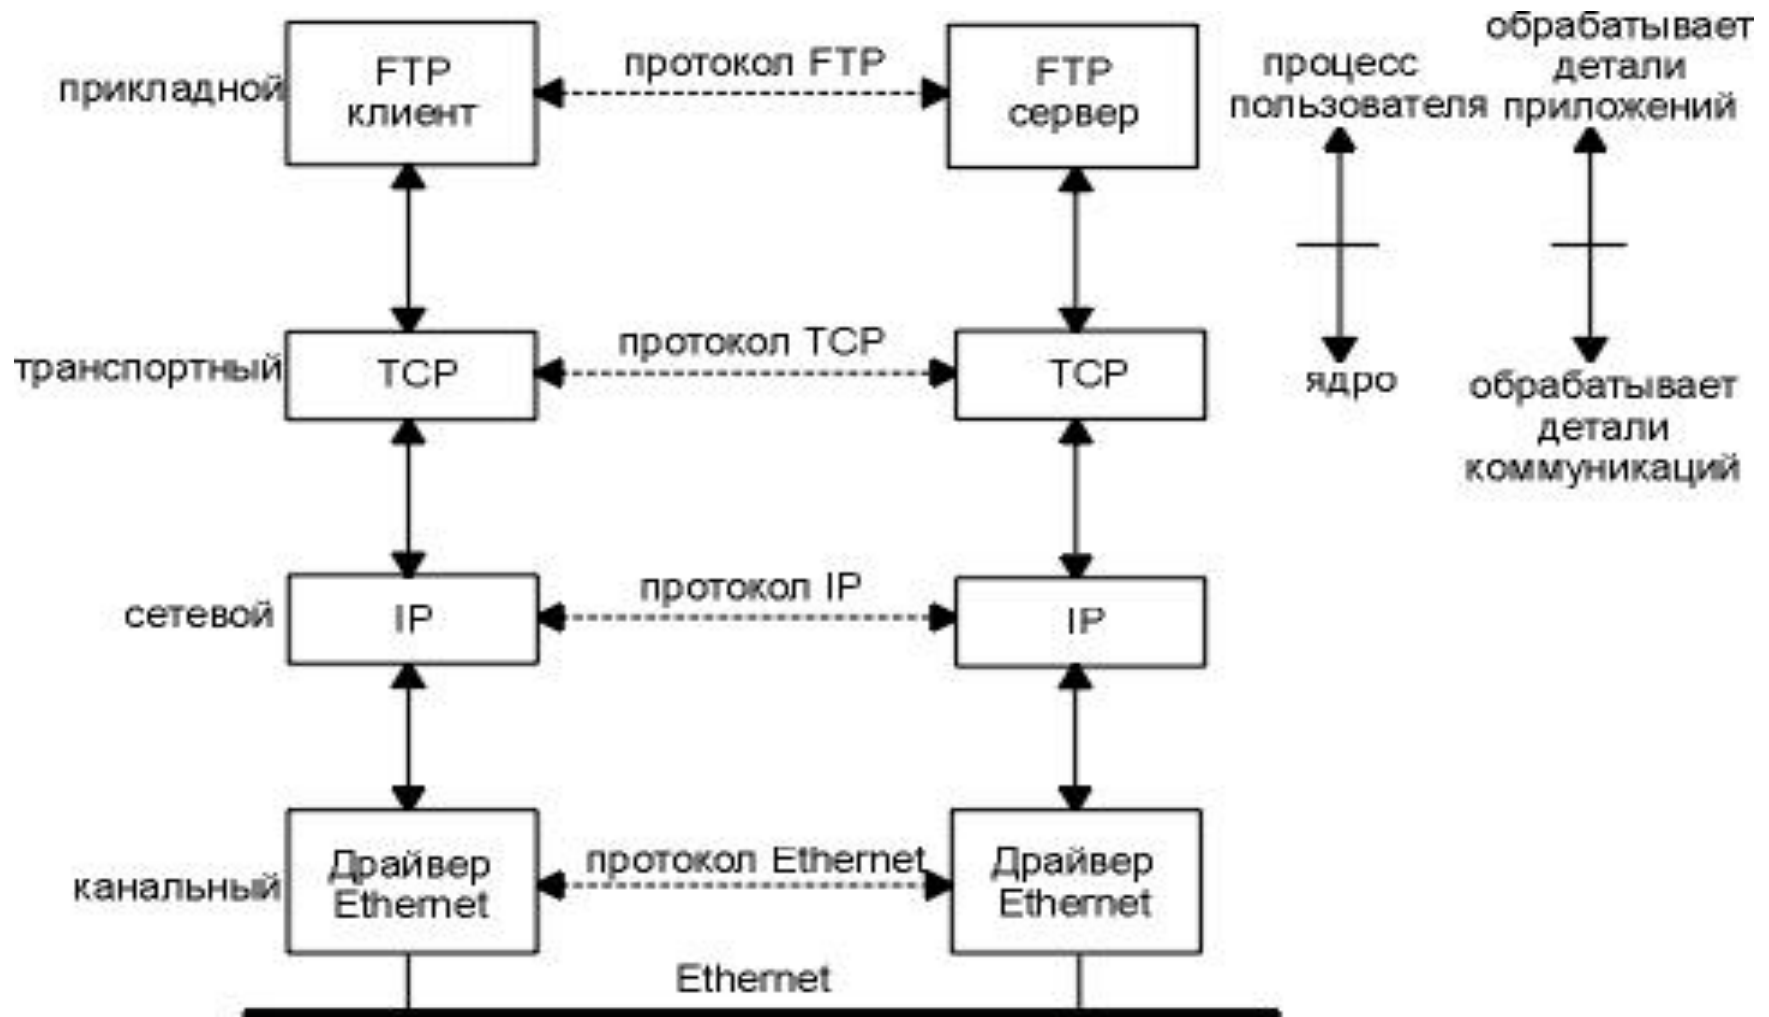 прикладной
FTP
клиент
протокол FTP
FTP
сервер
процесс
пользователя
обрабатывает
детали
приложений
транспортный
TCP
протокол TCP
TCP
ядро
обрабатывает
детали
коммуникаций
сетевой
IP
протокол IP
IP
канальный
Драйвер
Ethernet
протокол Ethernet
Драйвер
Ethernet
Ethernet